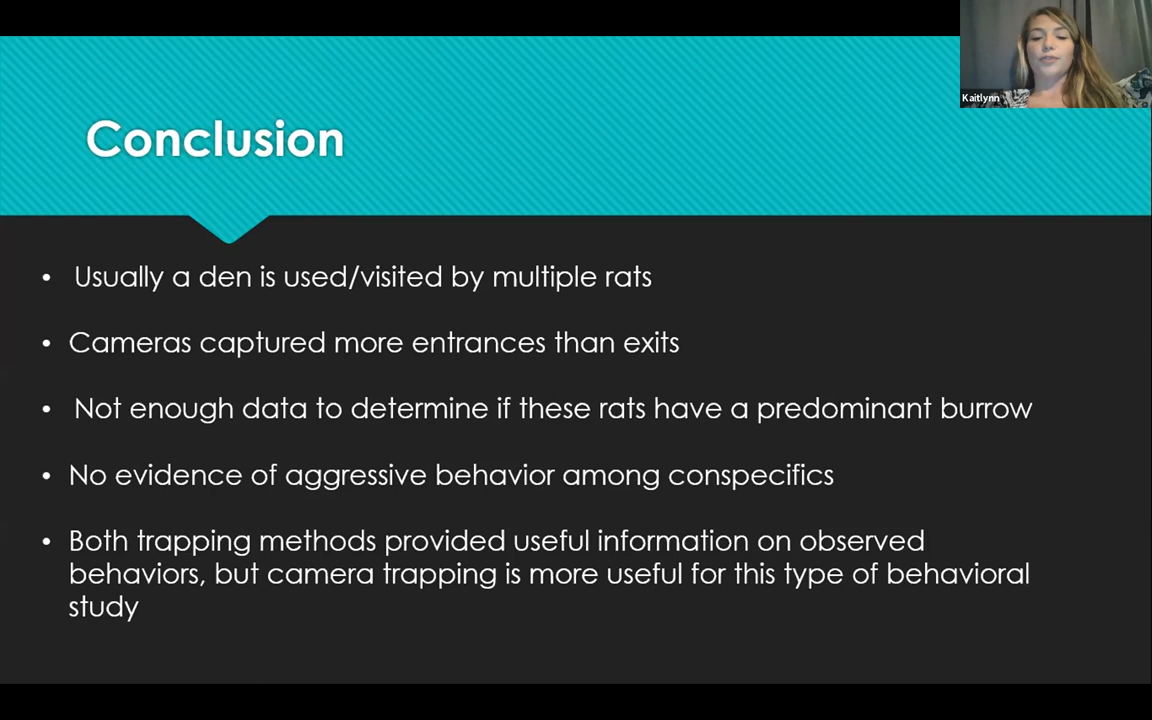 Kaitlynn
Conclusion
• Usually a den is used/visited by multiple rats
• Cameras captured more entrances than exits
• Not enough data to determine if these rats have a predominant burrow
• No evidence of aggressive behavior among conspecifics
• Both trapping methods provided useful information on observed
behaviors, but camera trapping is more useful for this type of behavioral
study